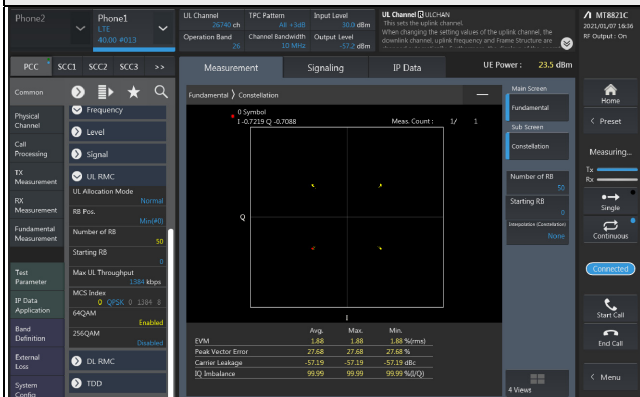 Phone2
Phone1
LTE
40.00 #013
UL Channel
26740 ch
TPC Pattern
All +3dB
Input Level
30.0 dBm
Operation Band
26
Channel Bandwidth
10 MHz
Output Level
-57.2 dBm
UL Channel ULCHAN
This sets the uplink channel.
When changing the setting values of the uplink channel, the
downlink channel, uplink frequency and Frame Structure are
MT8821C
2021/01/07 16:36
RF Output : On
PCC
SCC1
SCC2
SCC3
>>
Measurement
Signaling
IP Data
UE Power : 23.5 dBm
Common
Physical
Channel
Call
Processing
TX
Measurement
RX
Measurement
Fundamental
Measurement
Test
Parameter
IP Data
Application
Band
Definition
External
Loss
System
Config
Frequency
Level
Signal
UL RMC
UL Allocation Mode
Normal
RB Pos.
Min(#0)
Number of RB
50
Starting RB
0
Max UL Throughput
1384 kbps
MCS Index
0 QPSK 0 1384 8
64QAM
Enabled
256QAM
Disabled
DL RMC
TDD
Fundamental 〉 Constellation
0 Symbol
I -0.7219 Q -0.7088
Meas. Count : 1/ 1
Q
I
Avg. Max. Min.
EVM 1.88 1.88 1.88 %(rms)
Peak Vector Error 27.68 27.68 27.68 %
Carrier Leakage -57.19 -57.19 -57.19 dBc
IQ Imbalance 99.99 99.99 99.99 %(I/Q)
Main Screen
Fundamental
Sub Screen
Constellation
Number of RB
50
Starting RB
0
Interpolation (Constellation)
None
4 Views
Home
< Preset
Measuring...
Tx
Rx
Single
Continuous
Connected
Start Call
End Call
< Menu